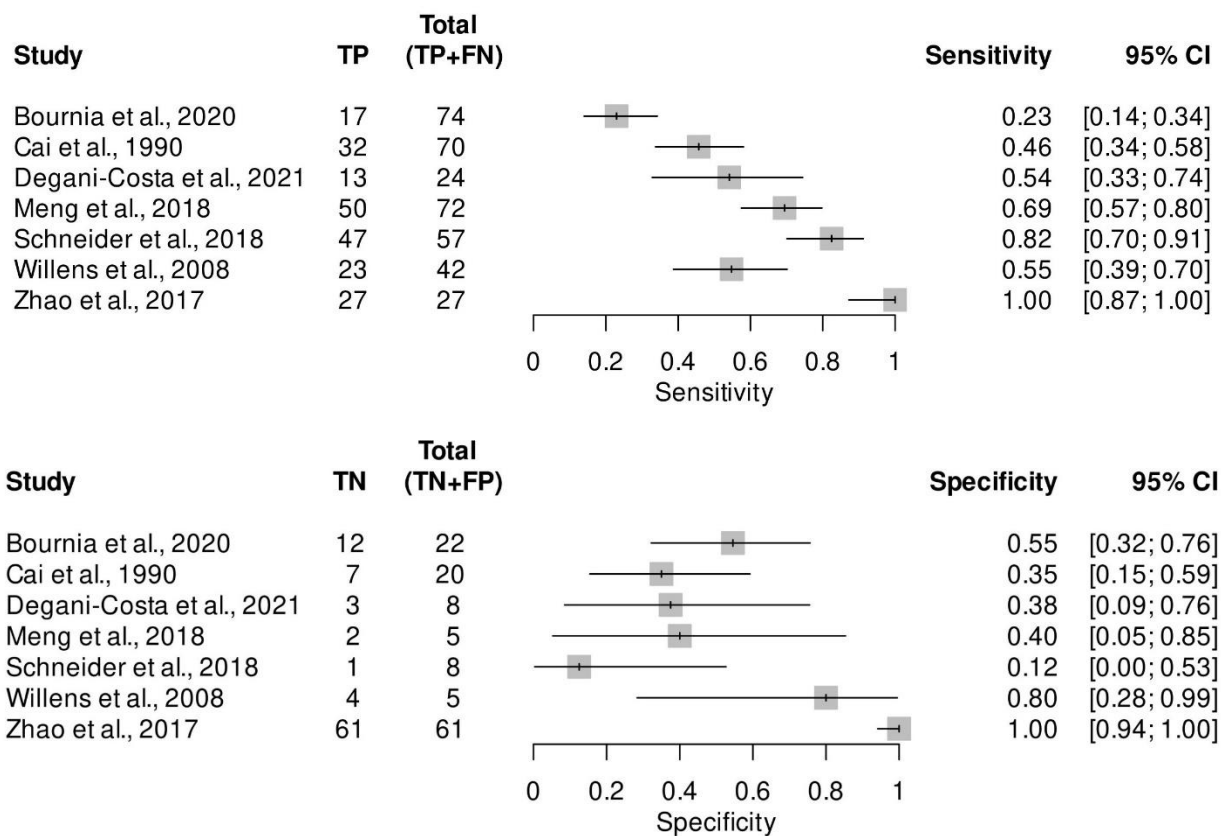 Total
Study TP (TP+FN) Sensitivity 95% CI
Bournia et al., 2020 17 74 0.23 [0.14; 0.34]
Cai et al., 1990 32 70 0.46 [0.34; 0.58]
Degani-Costa et al., 2021 13 24 0.54 [0.33; 0.74]
Meng et al., 2018 50 72 0.69 [0.57; 0.80]
Schneider et al., 2018 47 57 0.82 [0.70; 0.91]
Willens et al., 2008 23 42 0.55 [0.39; 0.70]
Zhao et al., 2017 27 27 1.00 [0.87; 1.00]
0 0.2 0.4 0.6 0.8 1
Sensitivity
Total
Study TN (TN+FP) Specificity 95% CI
Bournia et al., 2020 12 22 0.55 [0.32; 0.76]
Cai et al., 1990 7 20 0.35 [0.15; 0.59]
Degani-Costa et al., 2021 3 8 0.38 [0.09; 0.76]
Meng et al., 2018 2 5 0.40 [0.05; 0.85]
Schneider et al., 2018 1 8 0.12 [0.00; 0.53]
Willens et al., 2008 4 5 0.80 [0.28; 0.99]
Zhao et al., 2017 61 61 1.00 [0.94; 1.00]
0 0.2 0.4 0.6 0.8 1
Specificity